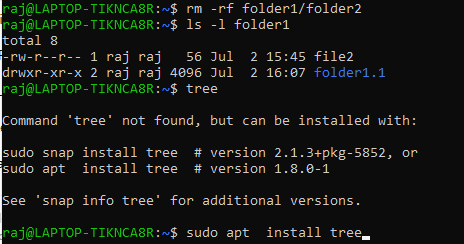 raj@LAPTOP-TIKNCA8R:~$ rm -rf folder1/folder2
raj@LAPTOP-TIKNCA8R:~$ ls -l folder1
total 8
-rw-r--r-- 1 raj raj   56 Jul  2 15:45 file2
drwxr-xr-x 2 raj raj 4096 Jul  2 16:07 folder1.1
raj@LAPTOP-TIKNCA8R:~$ tree
Command 'tree' not found, but can be installed with:
sudo snap install tree  # version 2.1.3+pkg-5852, or
sudo apt  install tree  # version 1.8.0-1
See 'snap info tree' for additional versions.
raj@LAPTOP-TIKNCA8R:~$ sudo apt  install tree